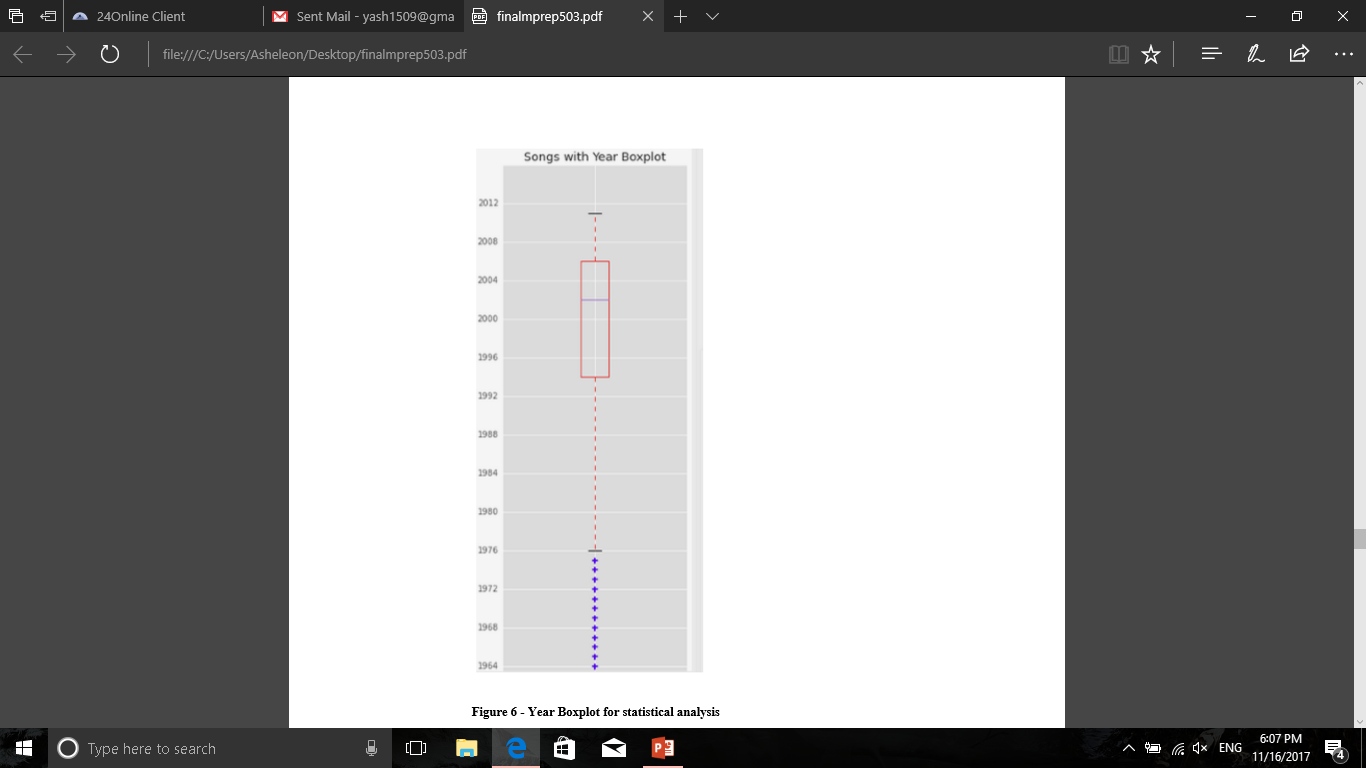 24Online Client
Sent Mail - yash1509@gma
finalmprep503.pdf
file:///C:/Users/Asheleon/Desktop/finalmprep503.pdf
Songs with Year Boxplot
2012
2008
2004
2000
1996
1992
1988
1984
1980
1976
1972
1968
1964
Figure 6 - Year Boxplot for statistical analysis
Type here to search
ENG
6:07 PM
11/16/2017
4